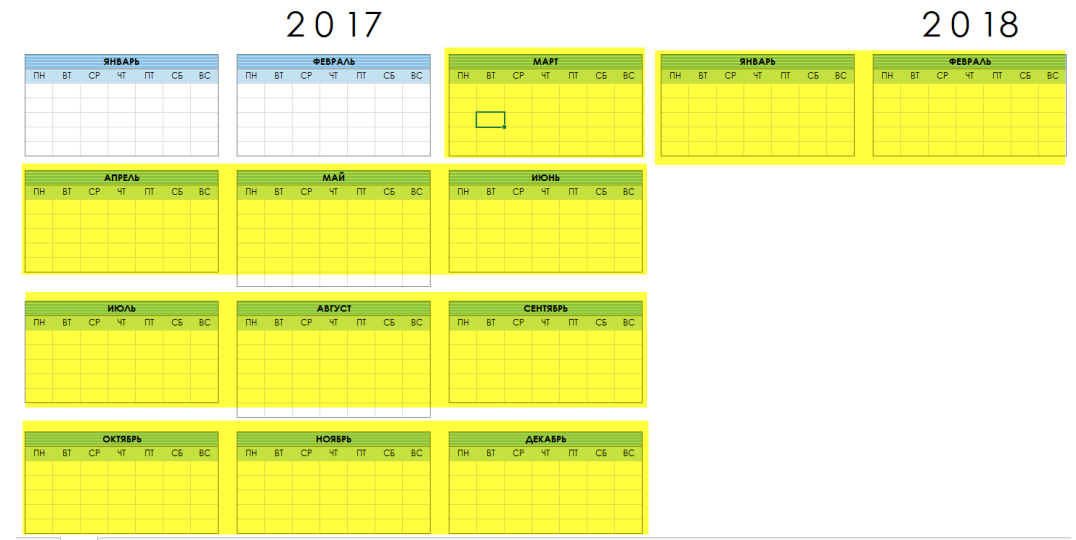 2017
2018
ЯНВАРЬ ФЕВРАЛЬ МАРТ ЯНВАРЬ ФЕВРАЛЬ
ПН ВТ СР ЧТ ПТ СБ ВС ПН ВТ СР ЧТ ПТ СБ ВС ПН ВТ СР ЧТ ПТ СБ ВС ПН ВТ СР ЧТ ПТ СБ ВС ПН ВТ СР ЧТ ПТ СБ ВС
АПРЕЛЬ МАЙ ИЮНЬ
ПН ВТ СР ЧТ ПТ СБ ВС ПН ВТ СР ЧТ ПТ СБ ВС ПН ВТ СР ЧТ ПТ СБ ВС
ИЮЛЬ АВГУСТ СЕНТЯБРЬ
ПН ВТ СР ЧТ ПТ СБ ВС ПН ВТ СР ЧТ ПТ СБ ВС ПН ВТ СР ЧТ ПТ СБ ВС
ОКТЯБРЬ НОЯБРЬ ДЕКАБРЬ
ПН ВТ СР ЧТ ПТ СБ ВС ПН ВТ СР ЧТ ПТ СБ ВС ПН ВТ СР ЧТ ПТ СБ ВС